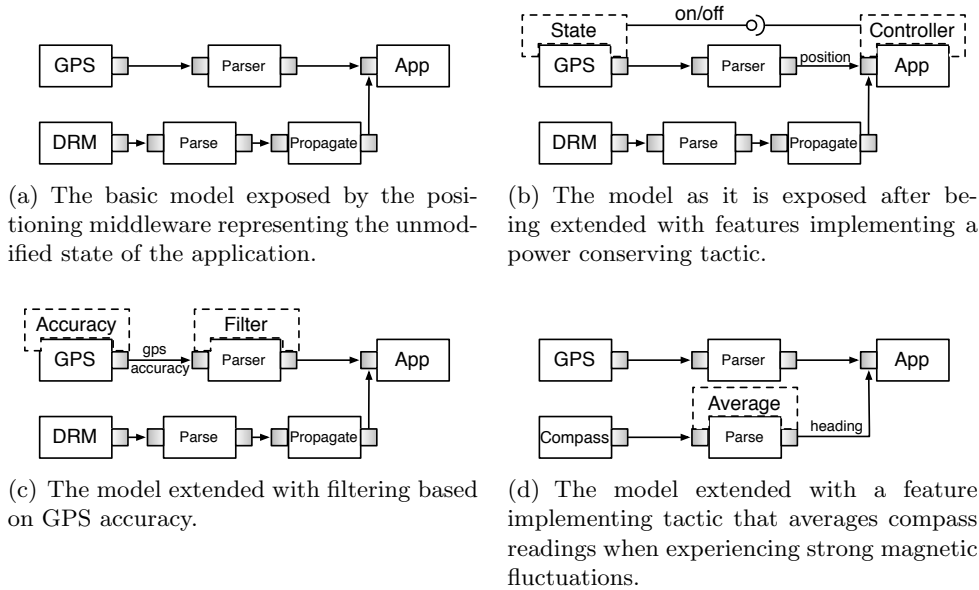 GPS
Parser
App
DRM
Parse
Propagate
(a) The basic model exposed by the posi-
tioning middleware representing the unmod-
ified state of the application.
on/off
State
Controller
GPS
Parser
position
App
DRM
Parse
Propagate
(b) The model as it is exposed after be-
ing extended with features implementing a
power conserving tactic.
Accuracy
Filter
GPS
gps
accuracy
Parser
App
DRM
Parse
Propagate
(c) The model extended with filtering based
on GPS accuracy.
GPS
Parser
App
Average
Compass
Parse
heading
(d) The model extended with a feature
implementing tactic that averages compass
readings when experiencing strong magnetic
fluctuations.